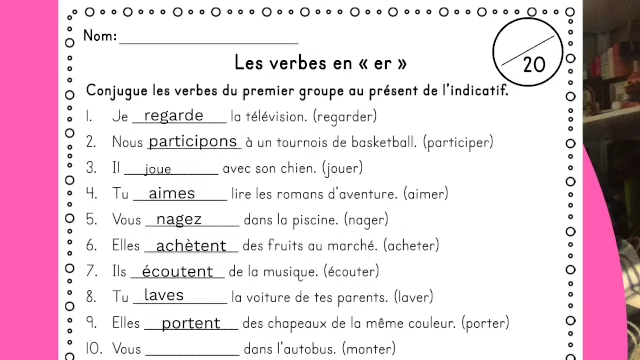 Nom: ___
20
Les verbes en « er »
Conjugue les verbes du premier groupe au présent de l'indicatif.
1. Je regarde la télévision. (regarder)
2. Nous participons à un tournois de basketball. (participer)
3. Il joue avec son chien. (jouer)
4. Tu aimes lire les romans d'aventure. (aimer)
5. Vous nagez dans la piscine. (nager)
6. Elles achètent des fruits au marché. (acheter)
7. Ils écoutent de la musique. (écouter)
8. Tu laves la voiture de tes parents. (laver)
9. Elles portent des chapeaux de la même couleur. (porter)
10. Vous ___ dans l'autobus. (monter)